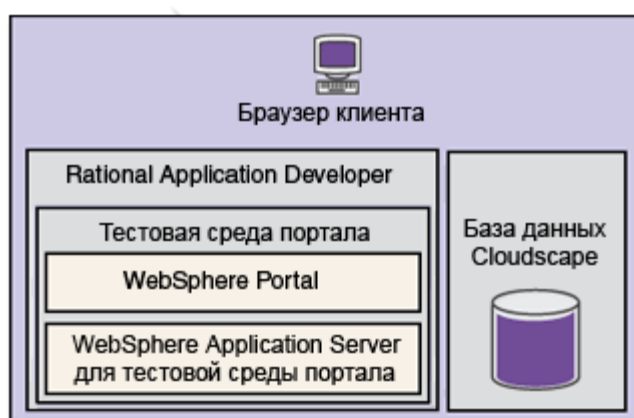 Браузер клиента
Rational Application Developer
Тестовая среда портала
WebSphere Portal
WebSphere Application Server
для тестовой среды портала
База данных
Cloudscape